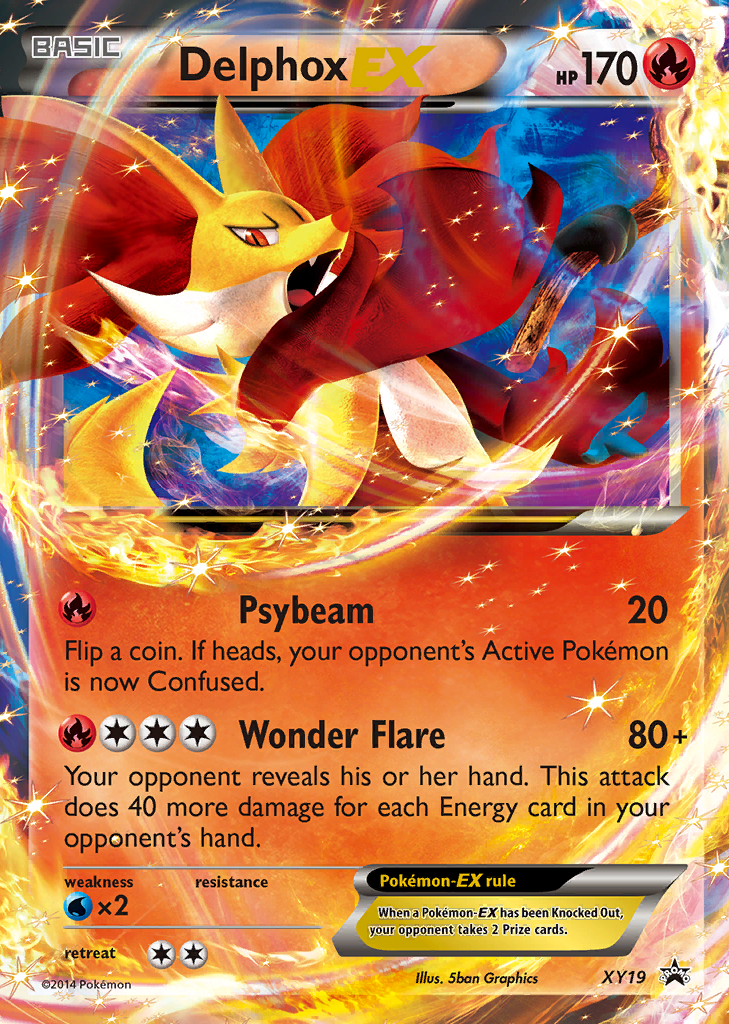 BASIC
Delphox EX
HP 170
Psybeam 20
Flip a coin. If heads, your opponent's Active Pokémon
is now Confused.
Wonder Flare 80+
Your opponent reveals his or her hand. This attack
does 40 more damage for each Energy card in your
opponent's hand.
weakness resistance
×2
Pokémon-EX rule
When a Pokémon-EX has been Knocked Out,
your opponent takes 2 Prize cards.
retreat
©2014 Pokémon
Illus. 5ban Graphics
XY19 PROMO